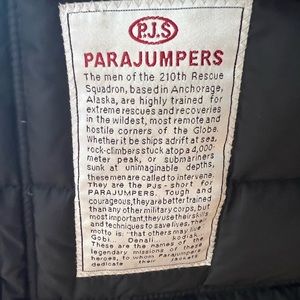 P.J.S
PARAJUMPERS
The men of the 210th Rescue
Squadron, based in Anchorage,
Alaska, are highly trained for
extreme rescues and recoveries
in the wildest, most remote and
hostile corners of the Globe.
Whether it be ships adrift at sea,
rock-climbers stuck atop a 4,000-
meter peak, or submariners
sunk at unimaginable depths,
these men are called to intervene.
They are the PJS - short for
PARAJUMPERS. Tough and
courageous, they are better trained
than any other military corps, but
most important, they use their skills
and techniques to save lives. Their
motto is: "that others may live"
Gobi... Denali... kodiak...
These are the names of the
legendary missions of these
heroes, to whom Parajumpers
dedicate their jackets